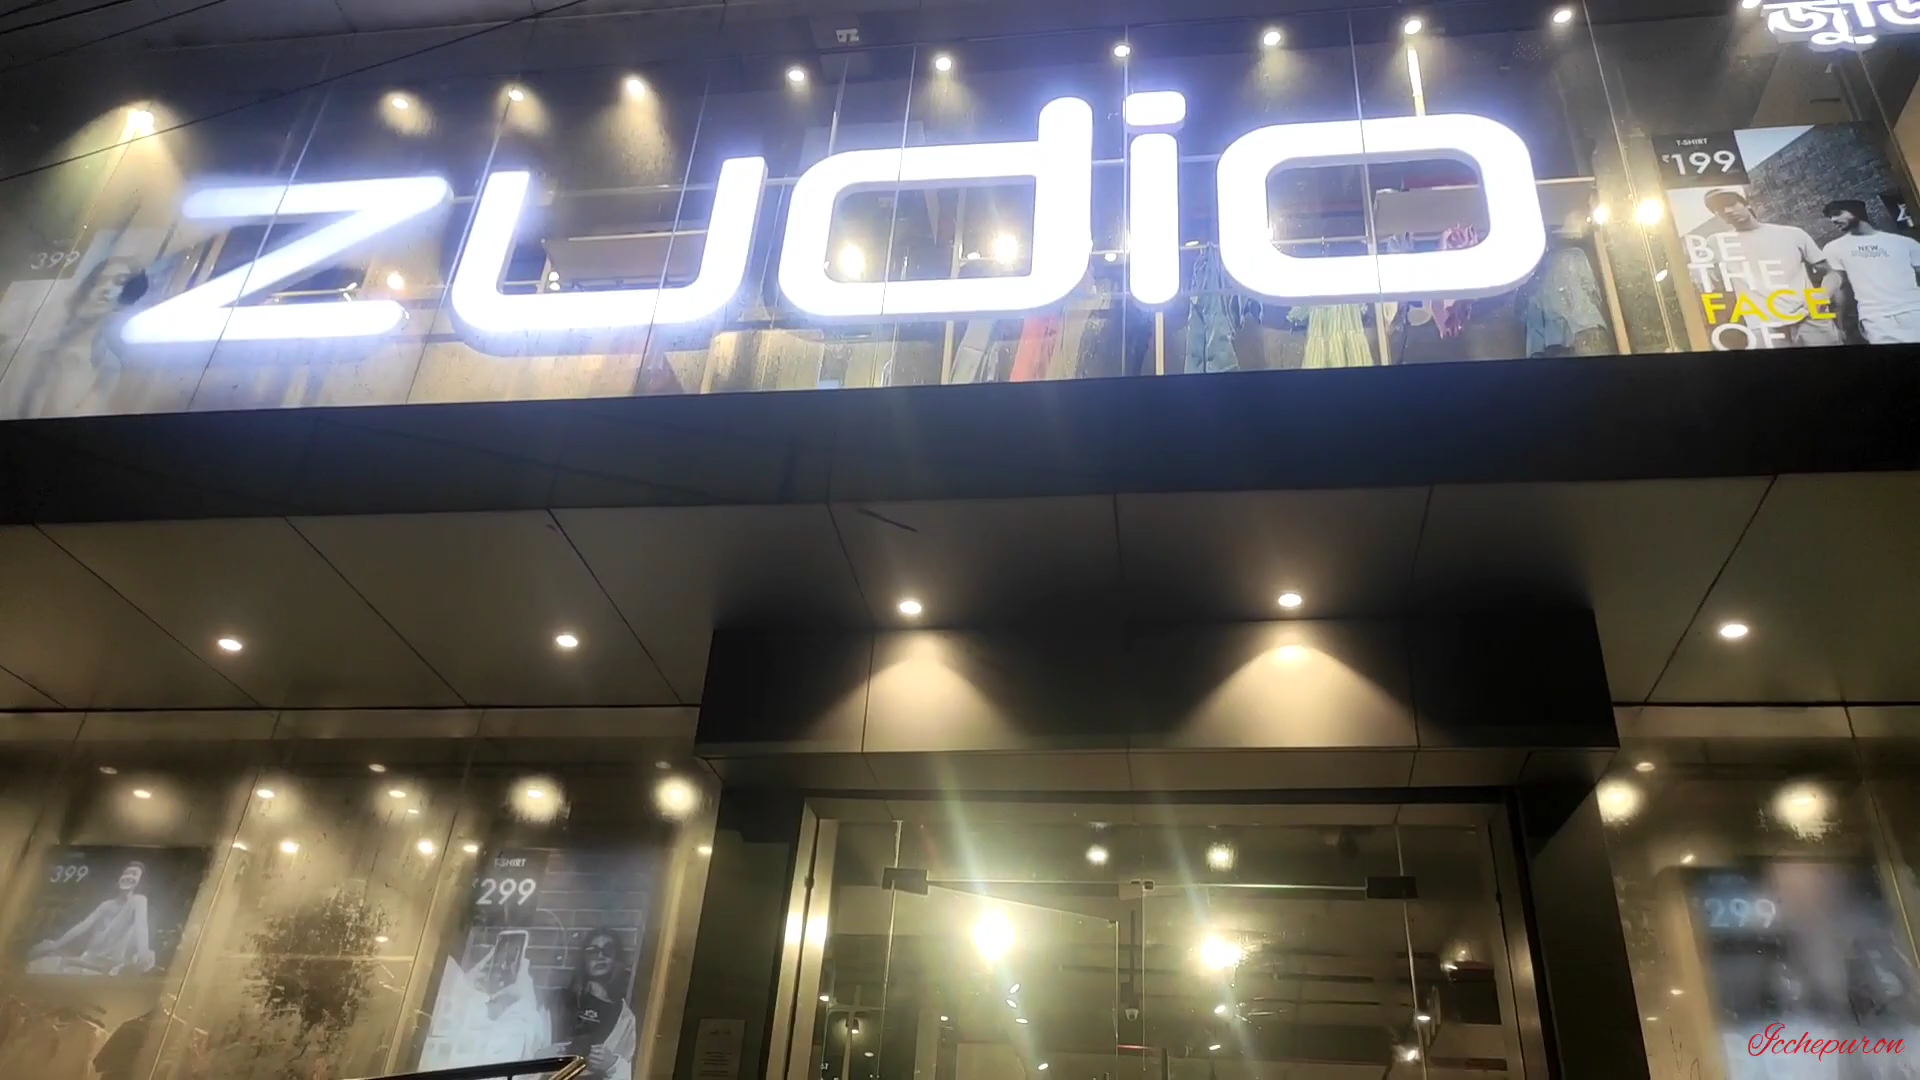 zudio
জুডি
399
T-SHIRT
₹199
BE
THE
FACE
OF
NEW
399
T-SHIRT
₹299
299
Icchepuron